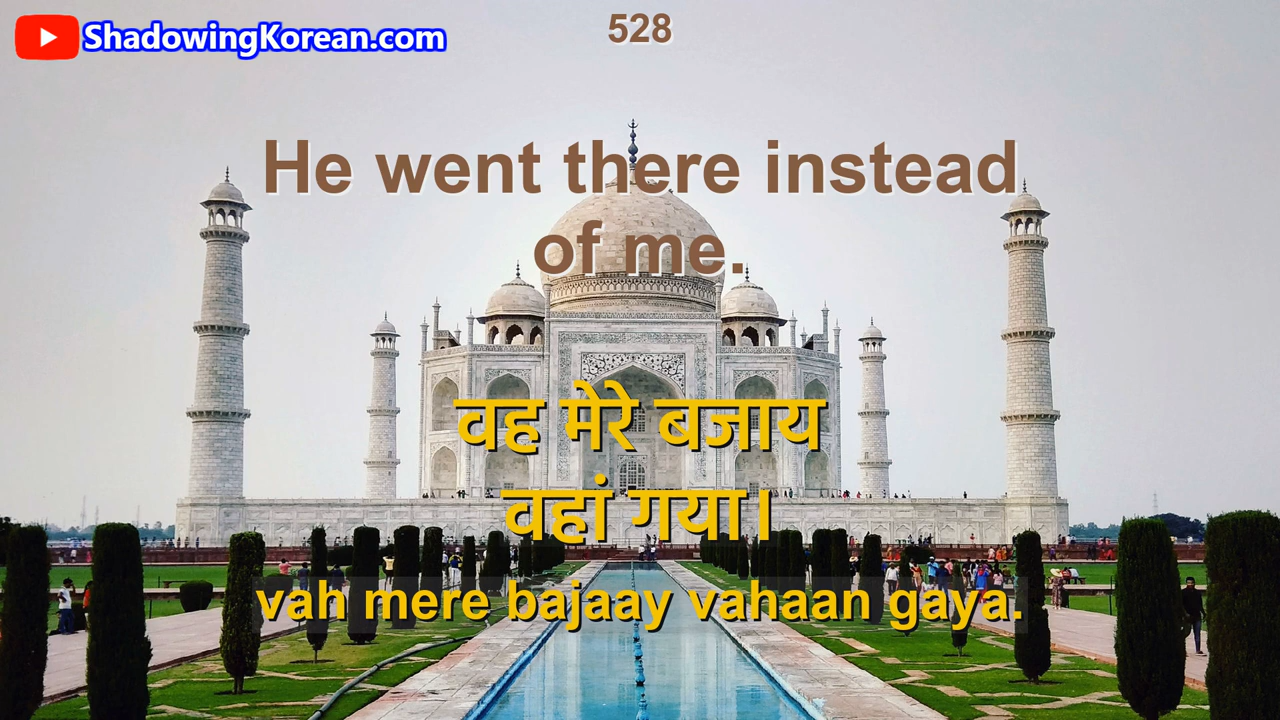 ShadowingKorean.com
528
He went there instead
of me.
वह मेरे बजाय
वहां गया।
vah mere bajaay vahaan gaya.